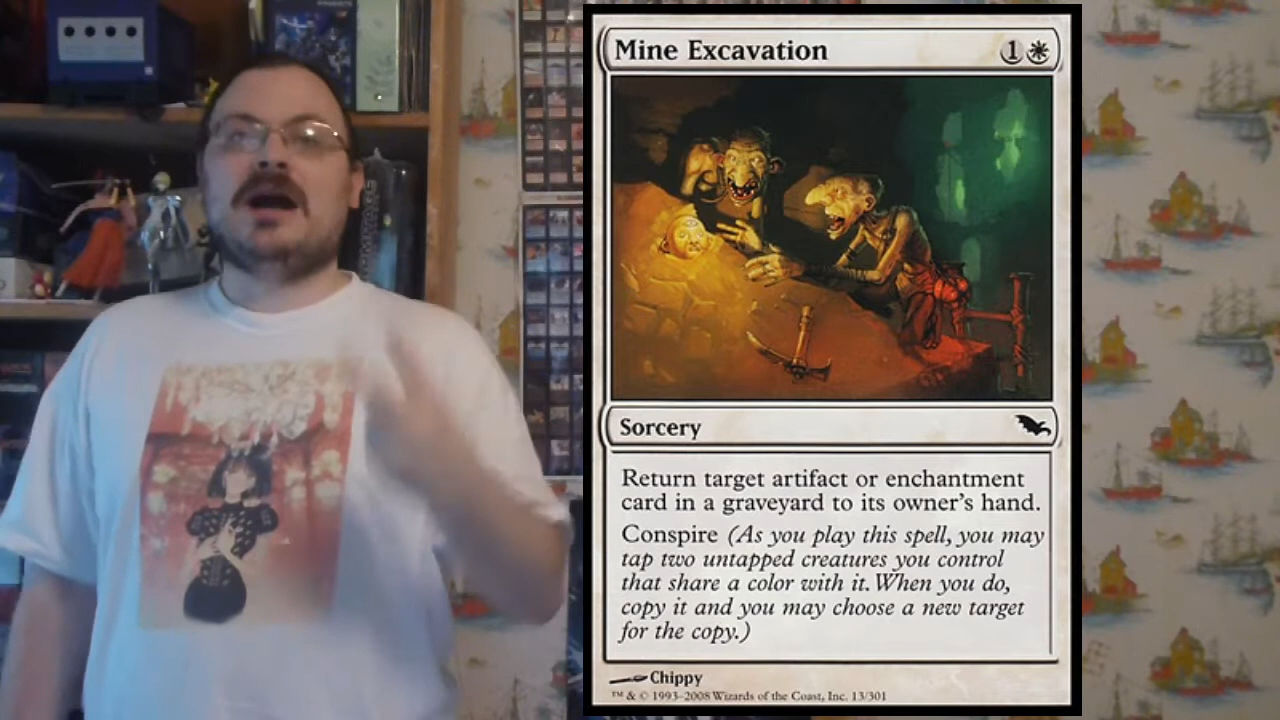 Mine Excavation 1
Sorcery
Return target artifact or enchantment
card in a graveyard to its owner's hand.
Conspire (As you play this spell, you may
tap two untapped creatures you control
that share a color with it. When you do,
copy it and you may choose a new target
for the copy.)
Chippy
™ & © 1993–2008 Wizards of the Coast, Inc. 13/301